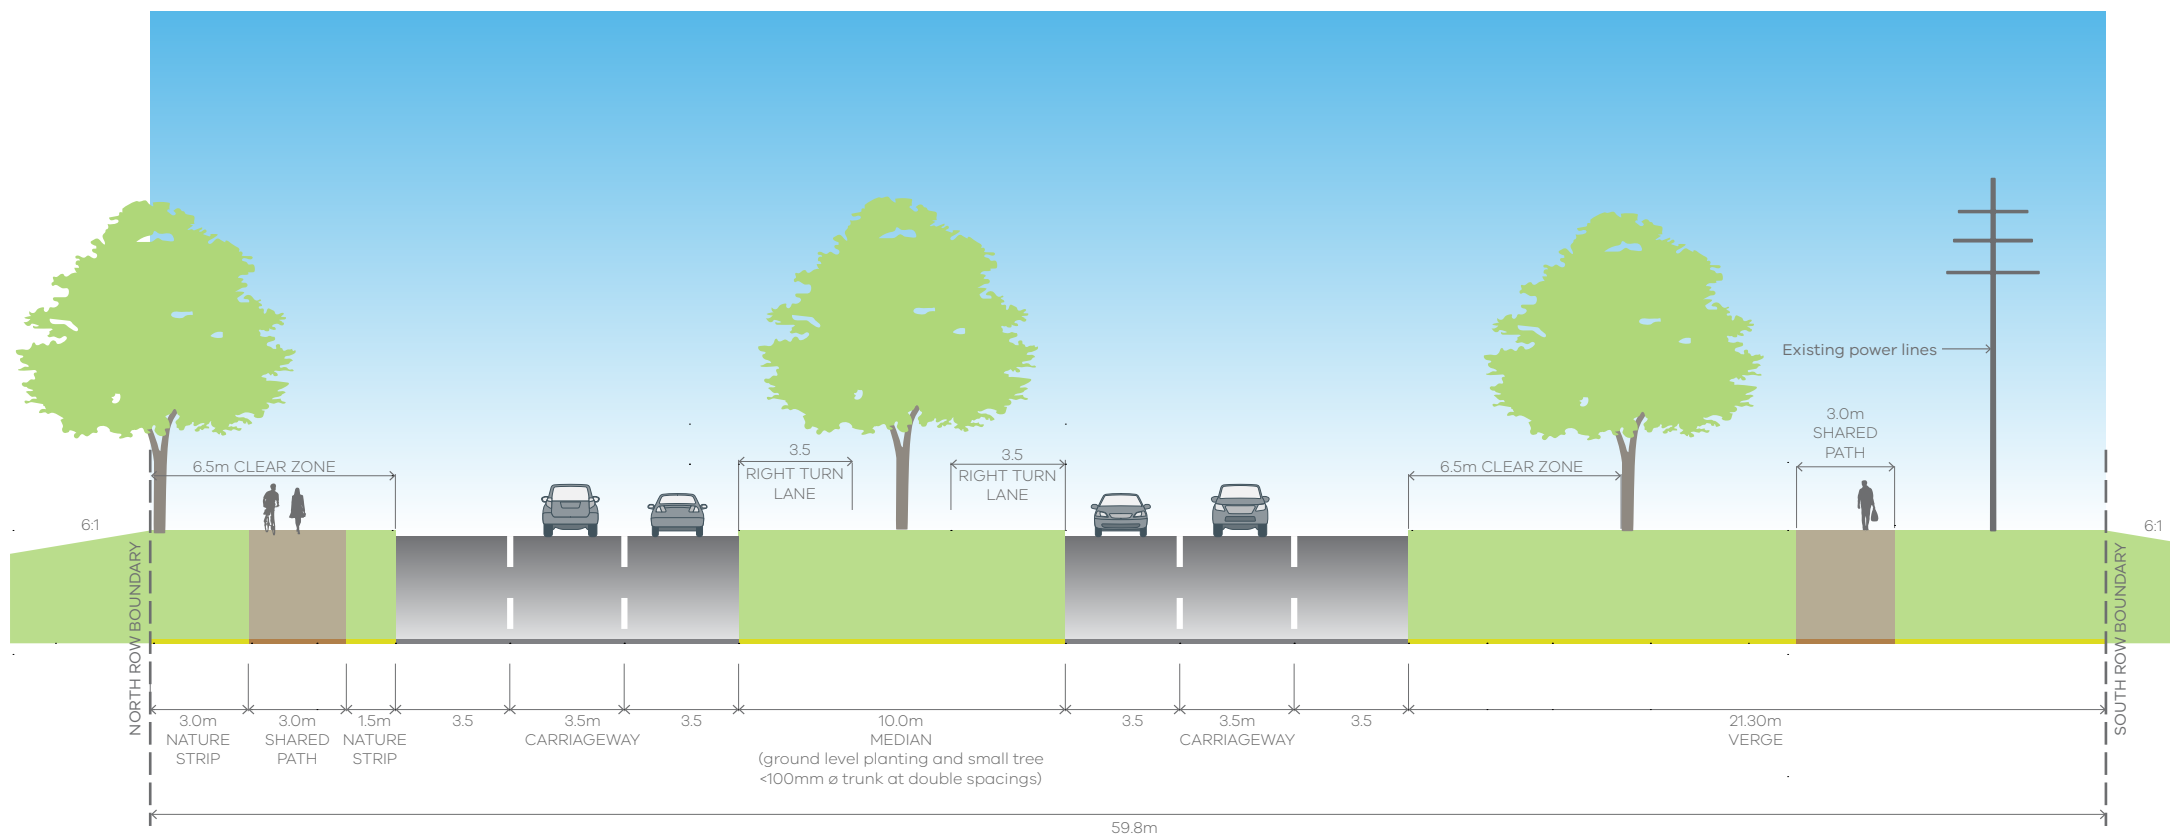 Existing power lines
3.0m
SHARED
PATH
3.5
RIGHT TURN
LANE
3.5
RIGHT TURN
LANE
6.5m CLEAR ZONE
6.5m CLEAR ZONE
6:1
6:1
NORTH ROW BOUNDARY
SOUTH ROW BOUNDARY
3.0m
NATURE
STRIP
3.0m
SHARED
PATH
1.5m
NATURE
STRIP
3.5
3.5m
CARRIAGEWAY
3.5
10.0m
MEDIAN
(ground level planting and small tree
<100mm ø trunk at double spacings)
3.5
3.5m
CARRIAGEWAY
3.5
21.30m
VERGE
59.8m